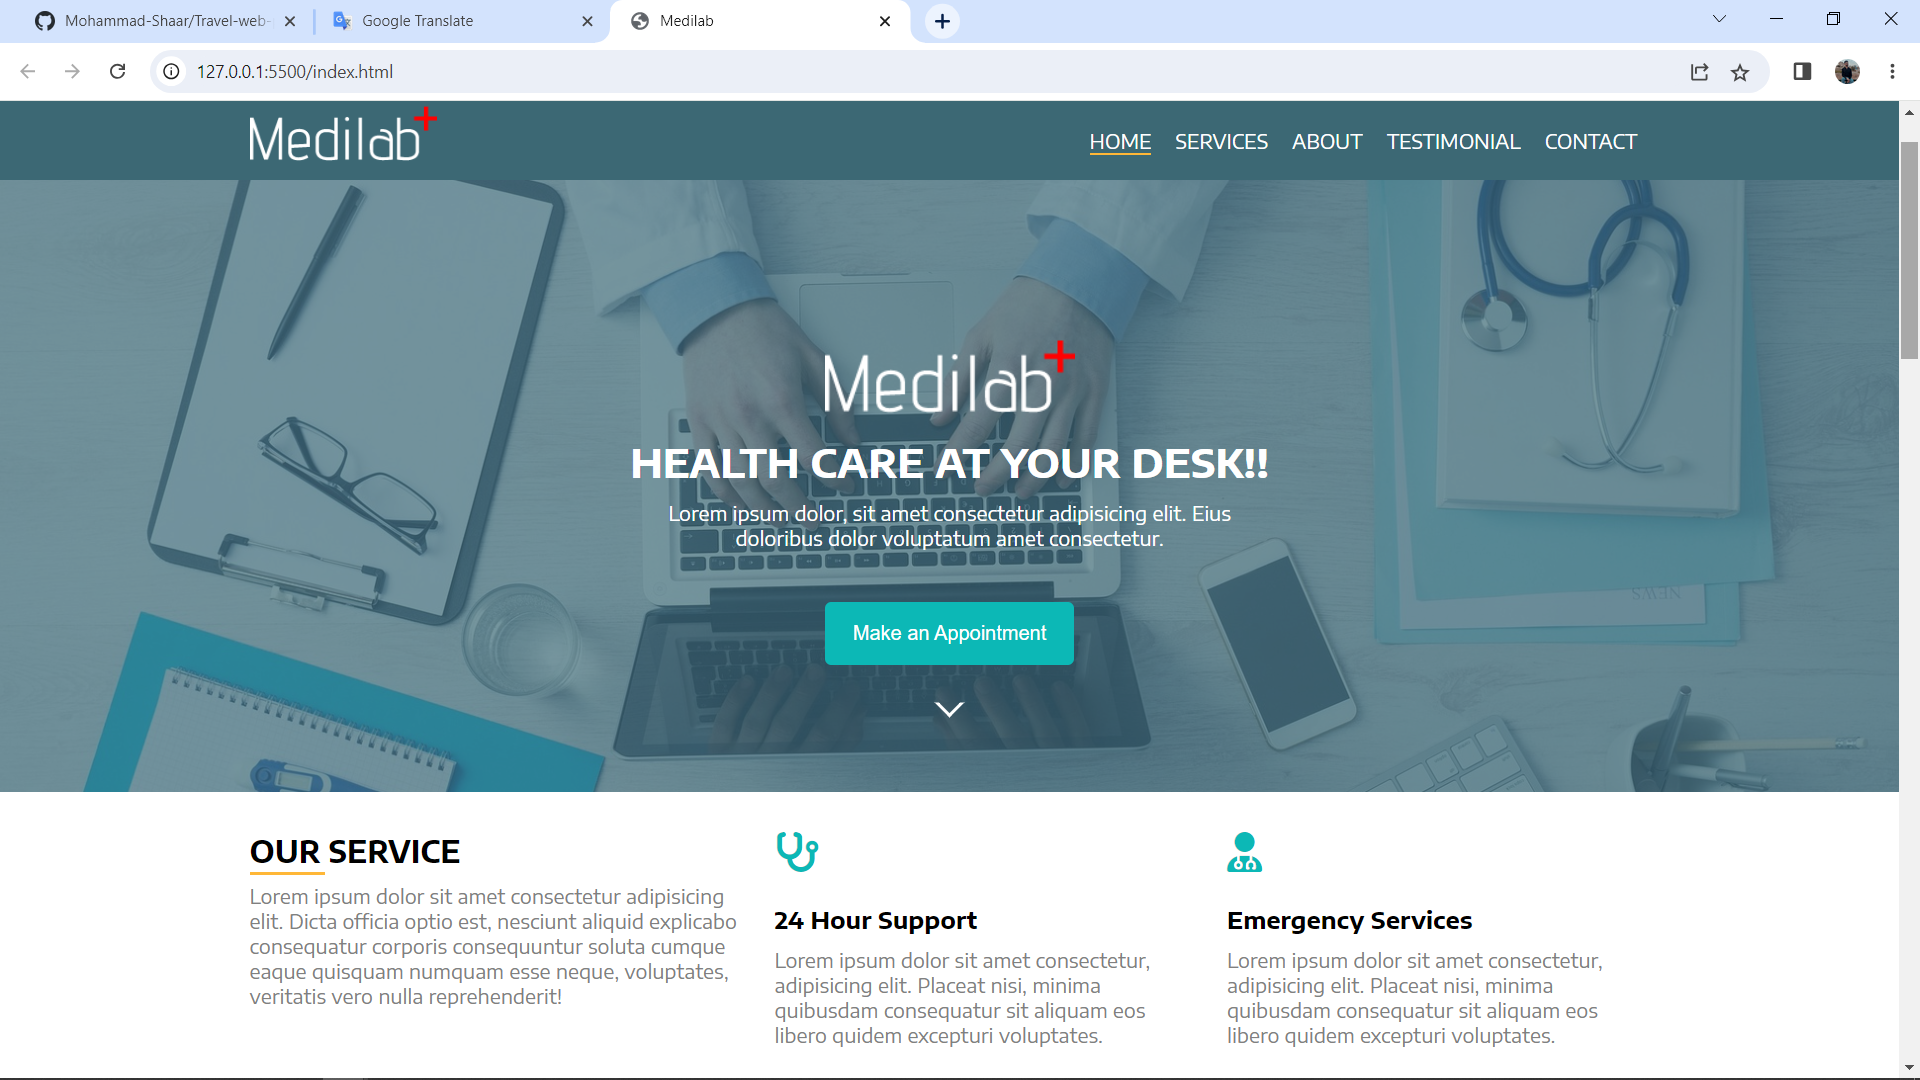 Mohammad-Shaar/Travel-web-
Google Translate
Medilab
127.0.0.1:5500/index.html
Medilab+
HOME SERVICES ABOUT TESTIMONIAL CONTACT
Medilab+
HEALTH CARE AT YOUR DESK!!
Lorem ipsum dolor, sit amet consectetur adipisicing elit. Eius
doloribus dolor voluptatum amet consectetur.
NEWS
Make an Appointment
OUR SERVICE
Lorem ipsum dolor sit amet consectetur adipisicing
elit. Dicta officia optio est, nesciunt aliquid explicabo
consequatur corporis consequuntur soluta cumque
eaque quisquam numquam esse neque, voluptates,
veritatis vero nulla reprehenderit!
24 Hour Support
Lorem ipsum dolor sit amet consectetur,
adipisicing elit. Placeat nisi, minima
quibusdam consequatur sit aliquam eos
libero quidem excepturi voluptates.
Emergency Services
Lorem ipsum dolor sit amet consectetur,
adipisicing elit. Placeat nisi, minima
quibusdam consequatur sit aliquam eos
libero quidem excepturi voluptates.